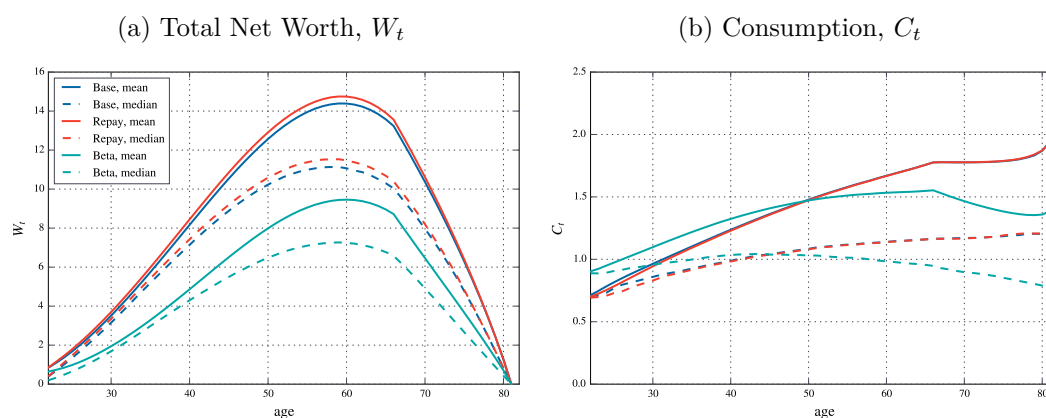 (a) Total Net Worth, W_t
16
14
12
10
8
6
4
2
0
W_t
Base, mean
Base, median
Repay, mean
Repay, median
Beta, mean
Beta, median
30 40 50 60 70 80
age
(b) Consumption, C_t
2.5
2.0
1.5
1.0
0.5
0.0
C_t
30 40 50 60 70 80
age